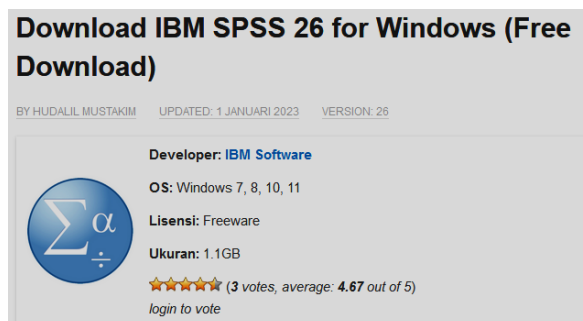 Download IBM SPSS 26 for Windows (Free
Download)
BY HUDALIL MUSTAKIM UPDATED: 1 JANUARI 2023 VERSION: 26
Developer: IBM Software
OS: Windows 7, 8, 10, 11
Lisensi: Freeware
Ukuran: 1.1GB
(3 votes, average: 4.67 out of 5)
login to vote
Σ α ÷